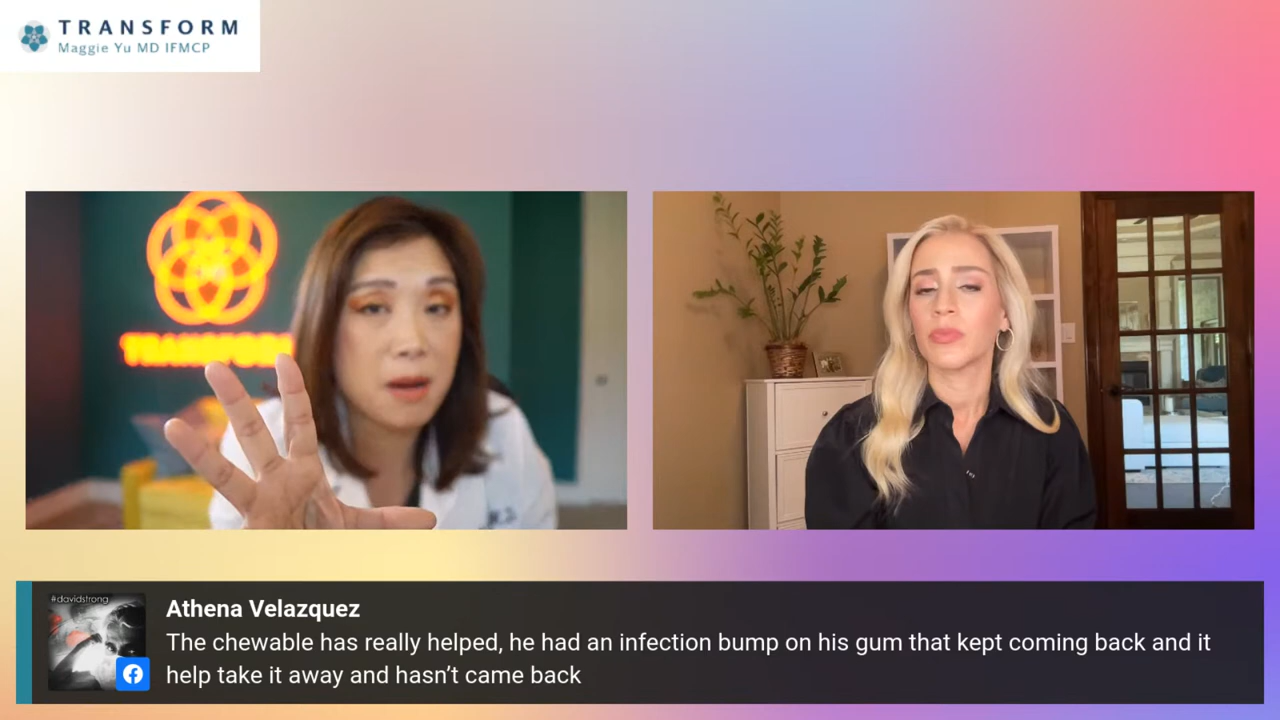 TRANSFORM
Maggie Yu MD IFMCP
TRANSFORM
#davidstrong
Athena Velazquez
The chewable has really helped, he had an infection bump on his gum that kept coming back and it
help take it away and hasn’t came back